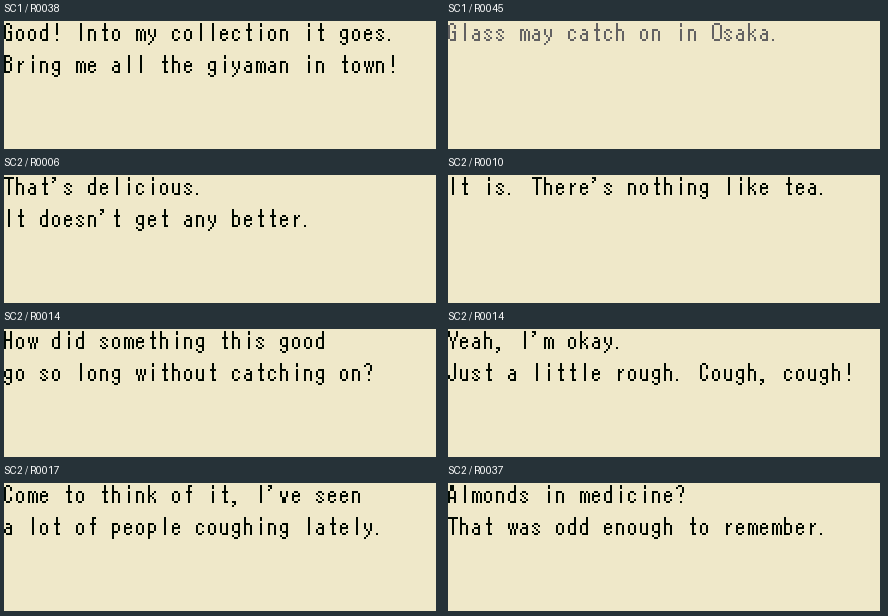 SC1/R0038
Good! Into my collection it goes.
Bring me all the giyaman in town!
SC1/R0045
Glass may catch on in Osaka.
SC2/R0006
That's delicious.
It doesn't get any better.
SC2/R0010
It is. There's nothing like tea.
SC2/R0014
How did something this good
go so long without catching on?
SC2/R0014
Yeah, I'm okay.
Just a little rough. Cough, cough!
SC2/R0017
Come to think of it, I've seen
a lot of people coughing lately.
SC2/R0037
Almonds in medicine?
That was odd enough to remember.